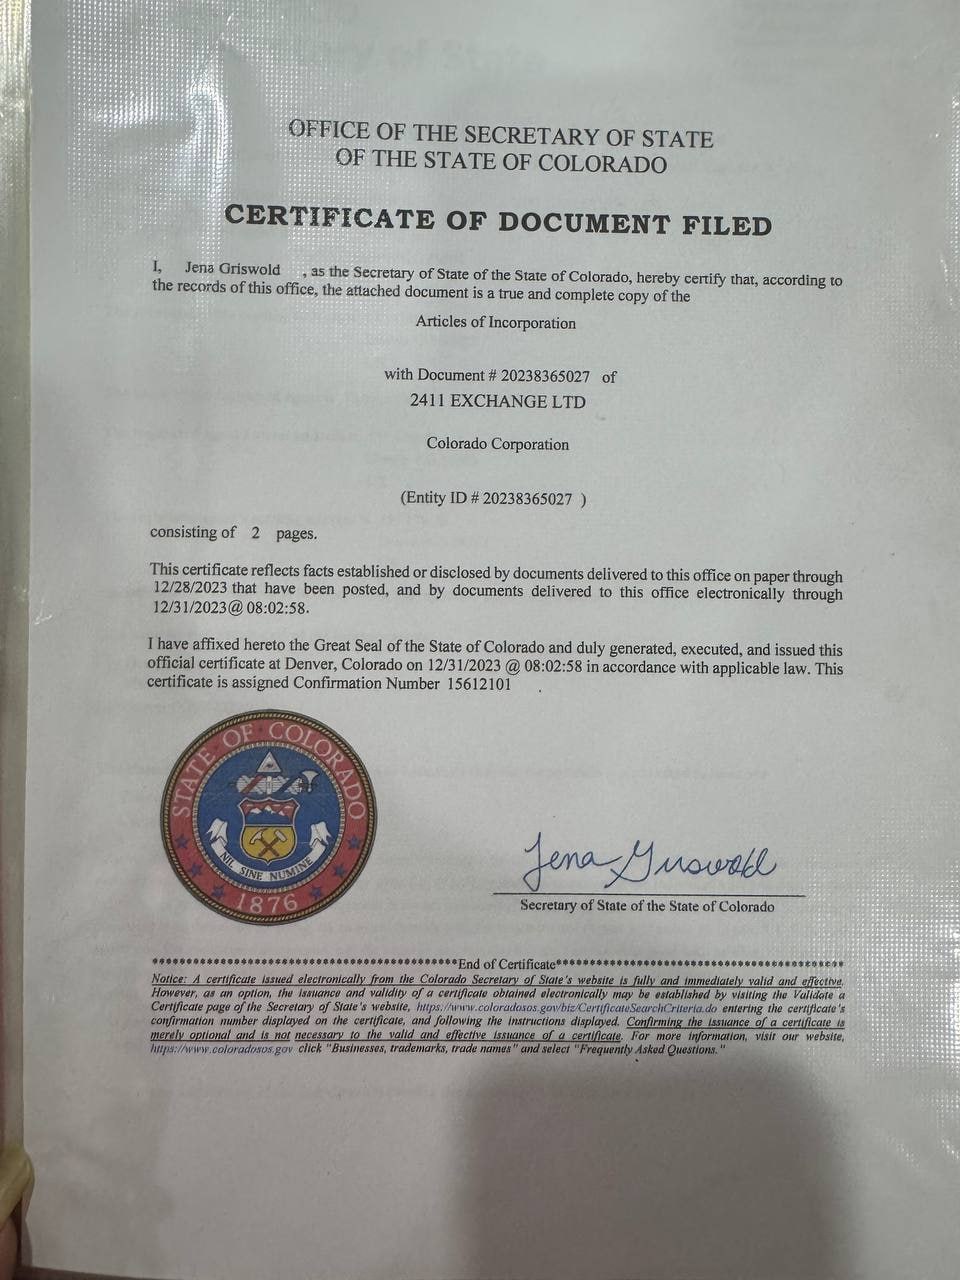 OFFICE OF THE SECRETARY OF STATE
OF THE STATE OF COLORADO
CERTIFICATE OF DOCUMENT FILED
I, Jena Griswold , as the Secretary of State of the State of Colorado, hereby certify that, according to
the records of this office, the attached document is a true and complete copy of the
Articles of Incorporation
with Document # 20238365027 of
2411 EXCHANGE LTD
Colorado Corporation
(Entity ID # 20238365027 )
consisting of 2 pages.
This certificate reflects facts established or disclosed by documents delivered to this office on paper through
12/28/2023 that have been posted, and by documents delivered to this office electronically through
12/31/2023@ 08:02:58.
I have affixed hereto the Great Seal of the State of Colorado and duly generated, executed, and issued this
official certificate at Denver, Colorado on 12/31/2023 @ 08:02:58 in accordance with applicable law. This
certificate is assigned Confirmation Number 15612101 .
STATE OF COLORADO
NIL SINE NUMINE
1876
Jena Griswold
Secretary of State of the State of Colorado
*********************************************End of Certificate*******************************************
Notice: A certificate issued electronically from the Colorado Secretary of State's website is fully and immediately valid and effective.
However, as an option, the issuance and validity of a certificate obtained electronically may be established by visiting the Validate a
Certificate page of the Secretary of State's website, https://www.coloradosos.gov/biz/CertificateSearchCriteria.do entering the certificate's
confirmation number displayed on the certificate, and following the instructions displayed. Confirming the issuance of a certificate is
merely optional and is not necessary to the valid and effective issuance of a certificate. For more information, visit our website,
https://www.coloradosos.gov click "Businesses, trademarks, trade names" and select "Frequently Asked Questions."